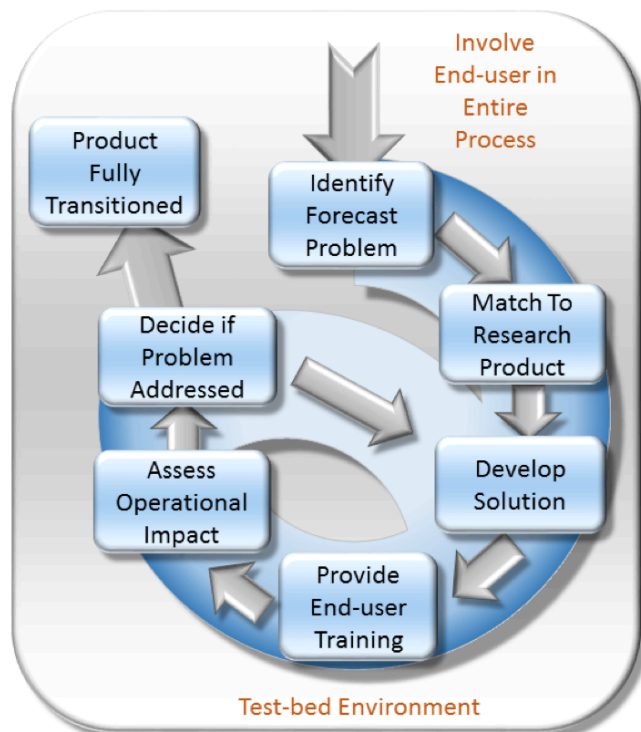 Involve
End-user in
Entire
Process
Product
Fully
Transitioned
Identify
Forecast
Problem
Match To
Research
Product
Decide if
Problem
Addressed
Develop
Solution
Assess
Operational
Impact
Provide
End-user
Training
Test-bed Environment